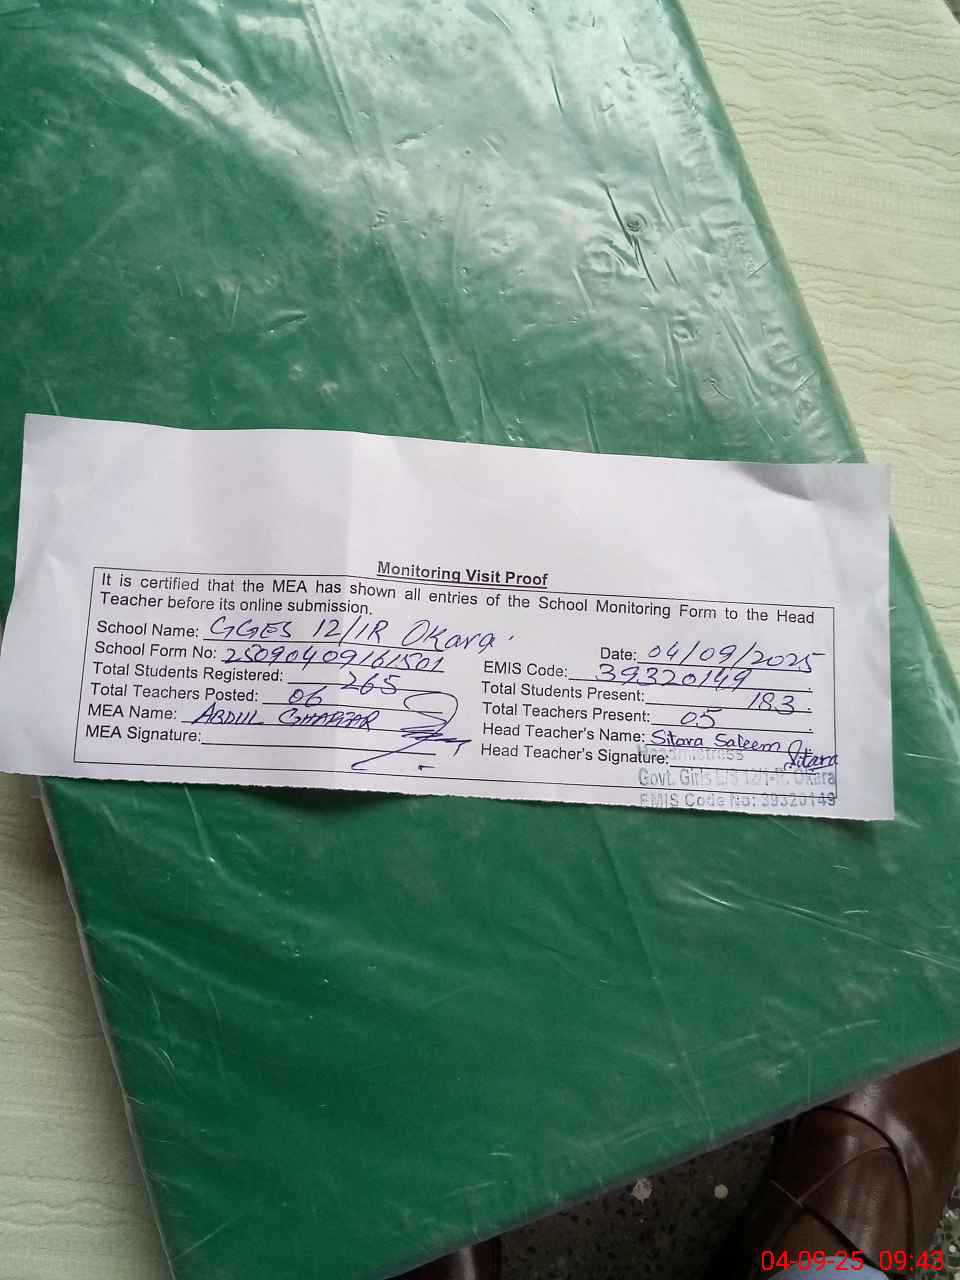 Monitoring Visit Proof
It is certified that the MEA has shown all entries of the School Monitoring Form to the Head
Teacher before its online submission.
School Name: GGES 12/1R Okara.
Date: 04/09/2025
School Form No: 25090409161501
EMIS Code: 39320149
Total Students Registered: 265
Total Students Present: 183
Total Teachers Posted: 06
Total Teachers Present: 05
MEA Name: ABDUL GHAFFAR
Head Teacher's Name: Sitara Saleem
MEA Signature:
Head Teacher's Signature: Sitara
Headmistress
Govt. Girls E/S 12/1-R, Okara
EMIS Code No: 39320149
04-09-25 09:43